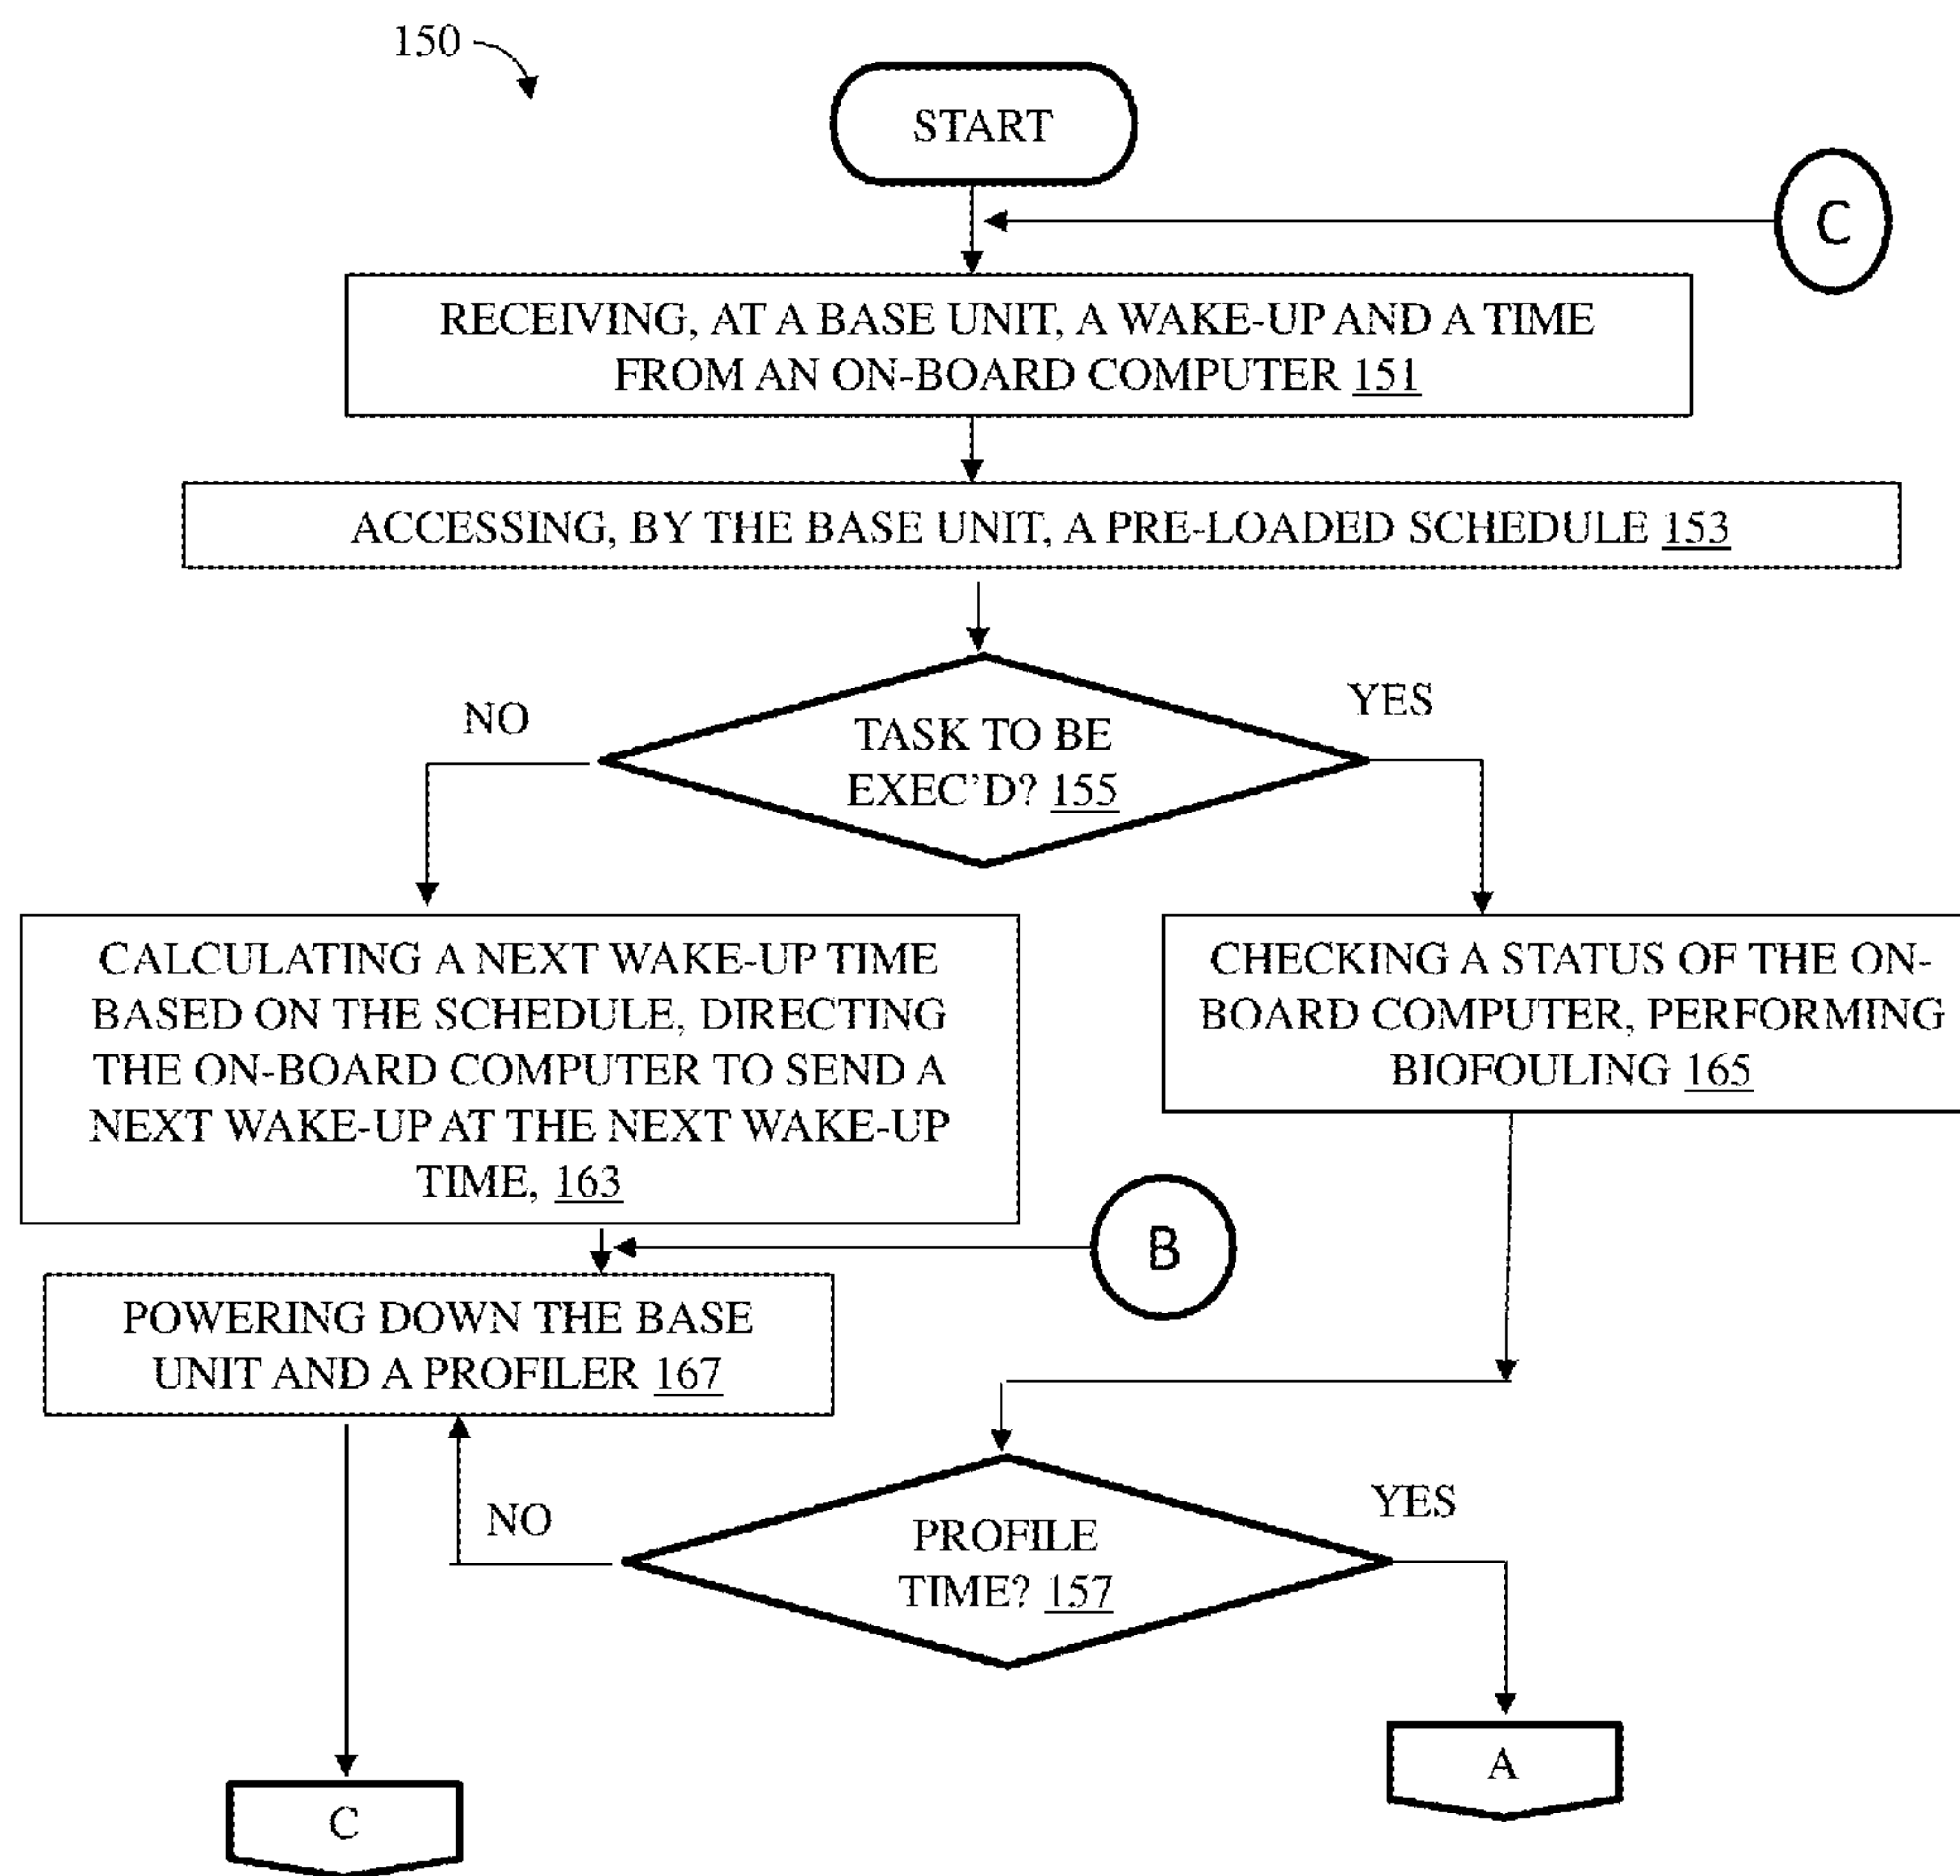 150
START
C
RECEIVING, AT A BASE UNIT, A WAKE-UP AND A TIME
FROM AN ON-BOARD COMPUTER 151
ACCESSING, BY THE BASE UNIT, A PRE-LOADED SCHEDULE 153
NO
YES
TASK TO BE
EXEC'D? 155
CALCULATING A NEXT WAKE-UP TIME
BASED ON THE SCHEDULE, DIRECTING
THE ON-BOARD COMPUTER TO SEND A
NEXT WAKE-UP AT THE NEXT WAKE-UP
TIME, 163
CHECKING A STATUS OF THE ON-
BOARD COMPUTER, PERFORMING
BIOFOULING 165
B
POWERING DOWN THE BASE
UNIT AND A PROFILER 167
NO
YES
PROFILE
TIME? 157
A
C